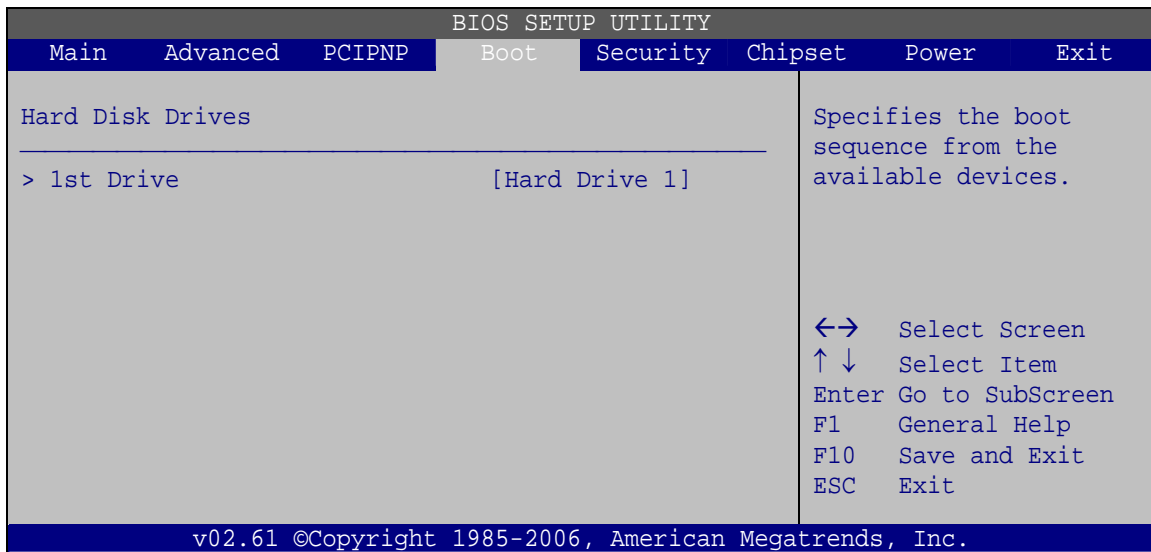 BIOS SETUP UTILITY
Main Advanced PCIPNP Boot Security Chipset Power Exit
Hard Disk Drives
> 1st Drive [Hard Drive 1]
Specifies the boot
sequence from the
available devices.
←→ Select Screen
↑ ↓ Select Item
Enter Go to SubScreen
F1 General Help
F10 Save and Exit
ESC Exit
v02.61 ©Copyright 1985-2006, American Megatrends, Inc.